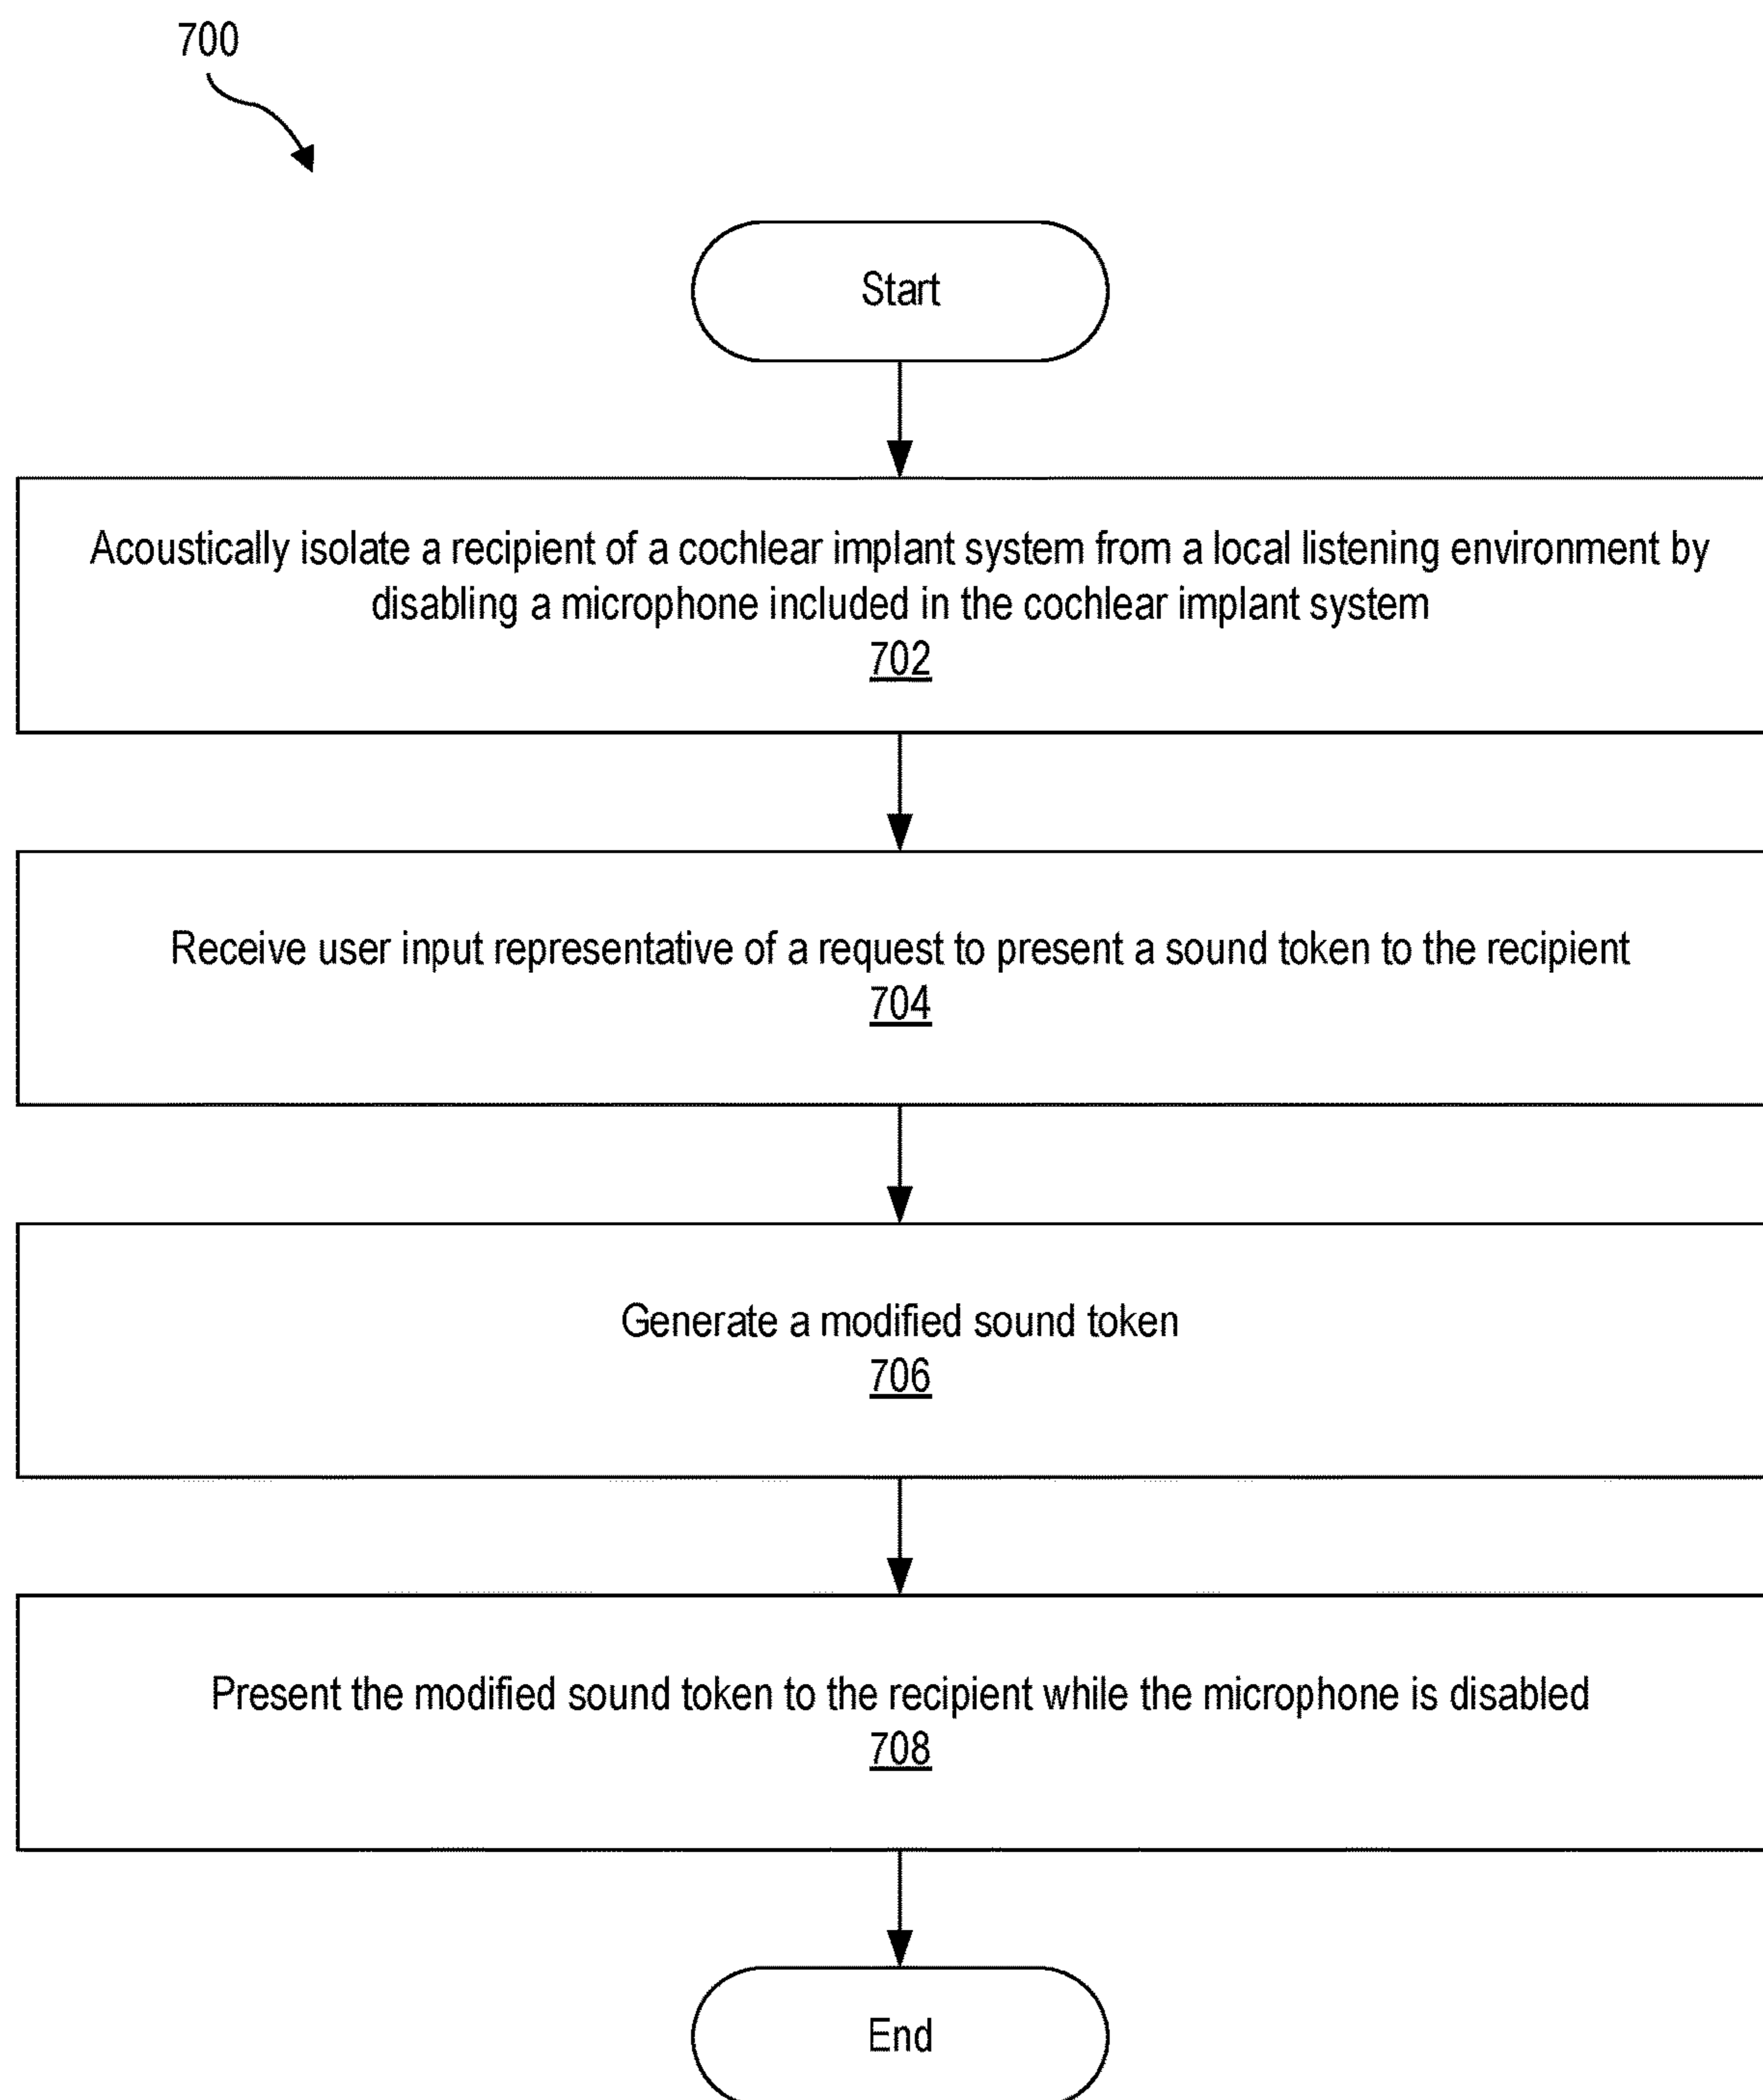 700
Start
Acoustically isolate a recipient of a cochlear implant system from a local listening environment by
disabling a microphone included in the cochlear implant system
702
Receive user input representative of a request to present a sound token to the recipient
704
Generate a modified sound token
706
Present the modified sound token to the recipient while the microphone is disabled
708
End